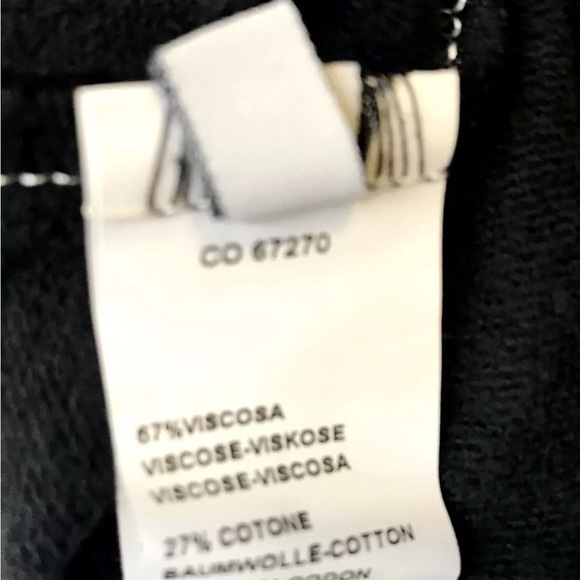 CO 67270
67%VISCOSA
VISCOSE-VISKOSE
VISCOSE-VISCOSA
27% COTONE
BAUMWOLLE-COTTON